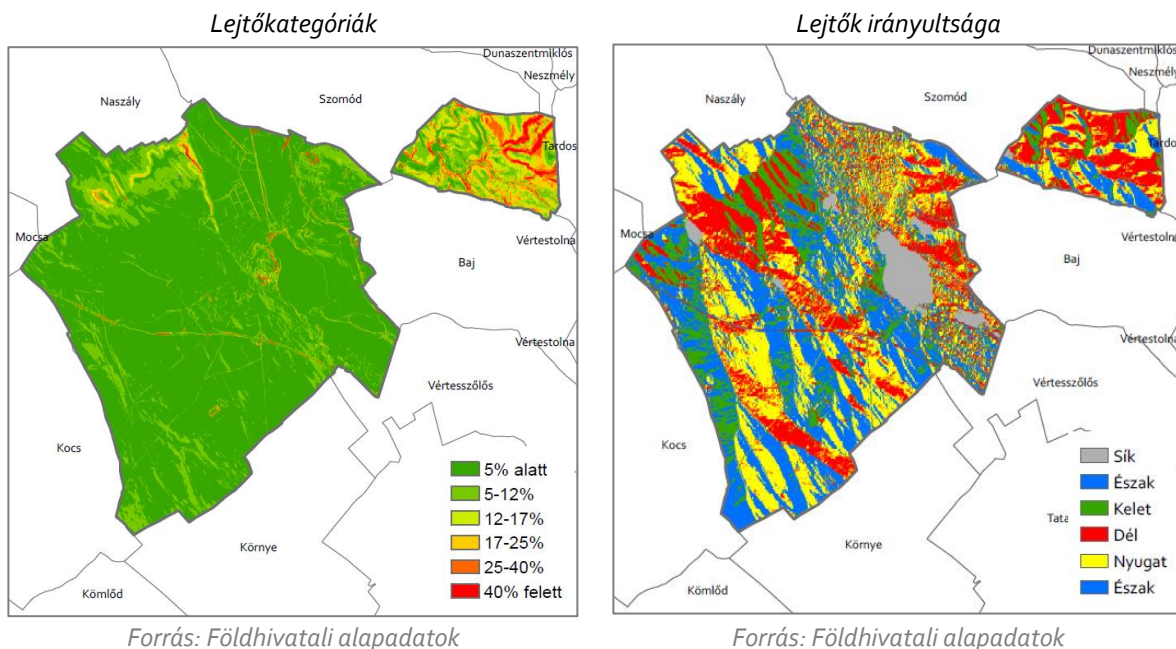 Lejtőkategóriák
Dunaszentmiklós
Neszmély
Naszály
Szomód
Tardos
Mocsa
Vértestolna
Baj
Vértestolna
Vértesszőlős
Kocs
Környe
Kömlőd
5% alatt
5-12%
12-17%
17-25%
25-40%
40% felett
Forrás: Földhivatali alapadatok
Lejtők irányultsága
Dunaszentmiklós
Neszmély
Naszály
Szomód
Tardos
Mocsa
Baj
Vértestolna
Vértesszőlős
Kocs
Tata
Környe
Kömlőd
Sík
Észak
Kelet
Dél
Nyugat
Észak
Forrás: Földhivatali alapadatok